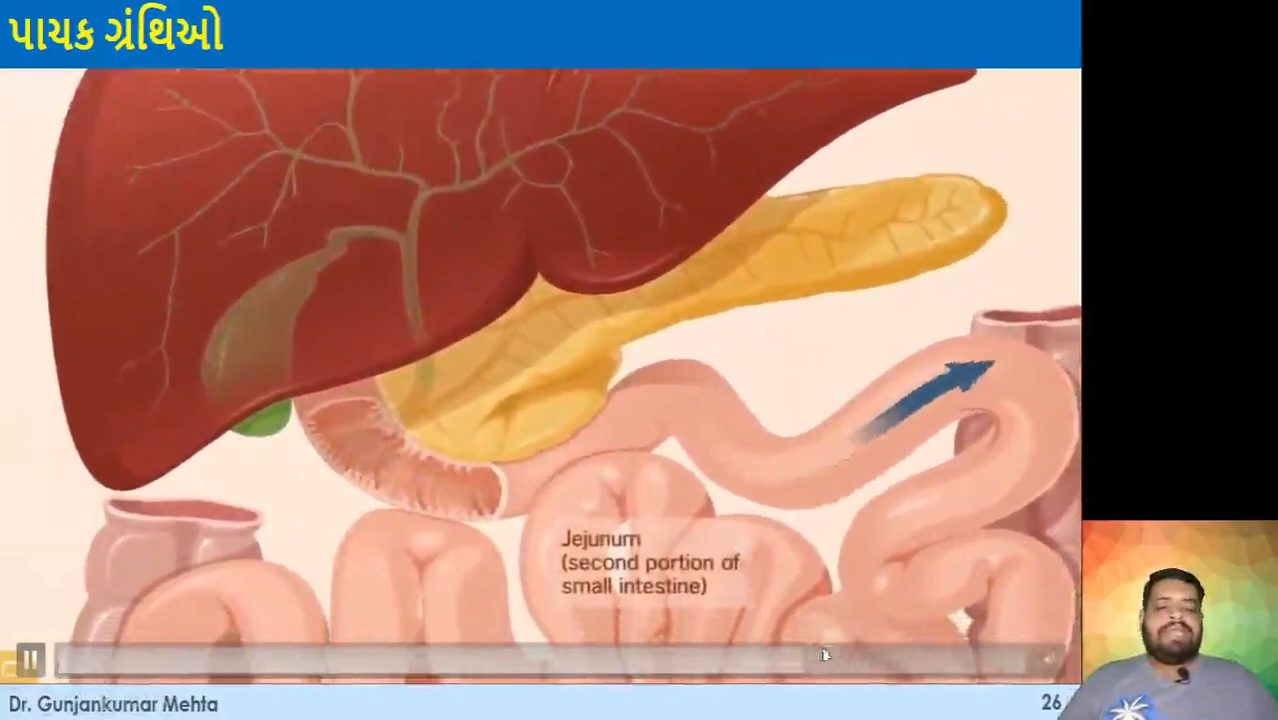 પાચક ગ્રંથિઓ
Jejunum
(second portion of
small intestine)
Dr. Gunjankumar Mehta
26